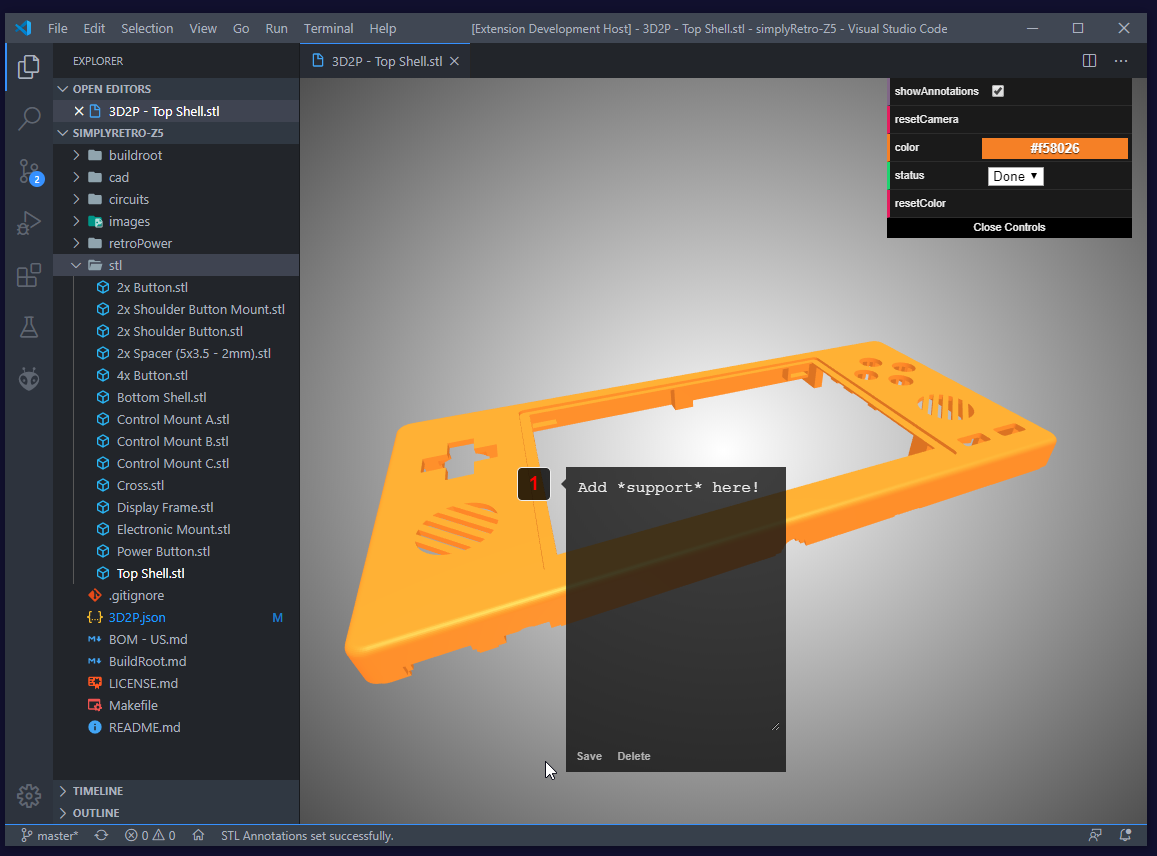 File Edit Selection View Go Run Terminal Help [Extension Development Host] - 3D2P - Top Shell.stl - simplyRetro-Z5 - Visual Studio Code
EXPLORER
3D2P - Top Shell.stl
OPEN EDITORS
3D2P - Top Shell.stl
SIMPLYRETRO-Z5
buildroot
cad
2
circuits
images
retroPower
stl
2x Button.stl
2x Shoulder Button Mount.stl
2x Shoulder Button.stl
2x Spacer (5x3.5 - 2mm).stl
4x Button.stl
Bottom Shell.stl
Control Mount A.stl
Control Mount B.stl
Control Mount C.stl
Cross.stl
Display Frame.stl
Electronic Mount.stl
Power Button.stl
Top Shell.stl
.gitignore
{..} 3D2P.json M
M↓ BOM - US.md
M↓ BuildRoot.md
LICENSE.md
Makefile
README.md
TIMELINE
OUTLINE
showAnnotations
resetCamera
color #f58026
status Done
resetColor
Close Controls
1
Add *support* here!
Save Delete
master* 0 0 STL Annotations set successfully.